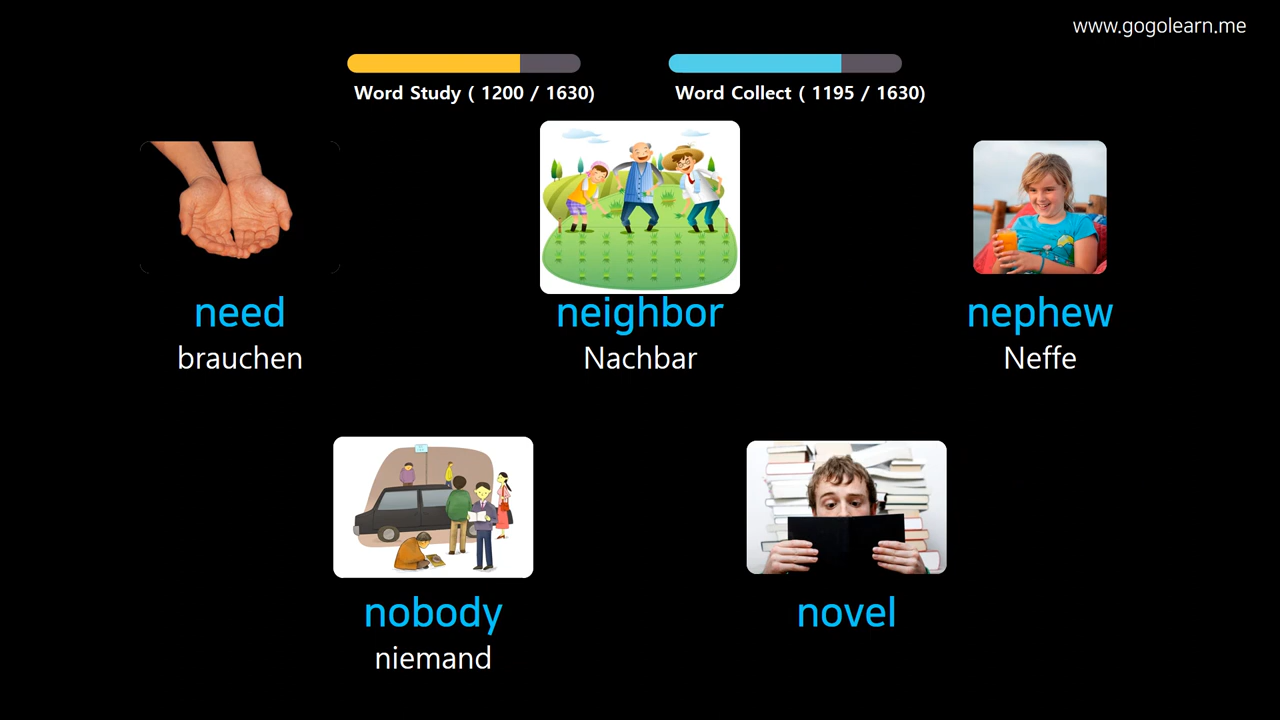 www.gogolearn.me
Word Study ( 1200 / 1630)
Word Collect ( 1195 / 1630)
need
brauchen
neighbor
Nachbar
nephew
Neffe
nobody
niemand
novel